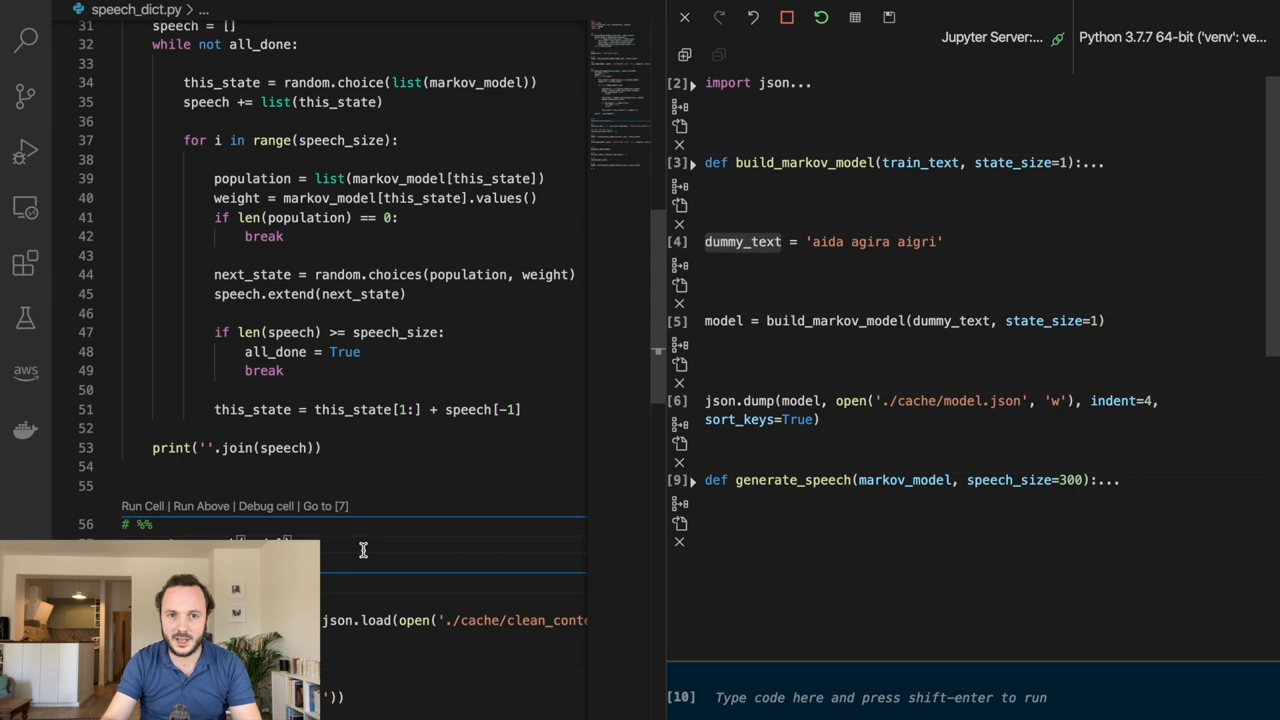 speech_dict.py > ...
31 speech = []
32 while not all_done:
33
34 this_state = random.choice(list(markov_model))
35 speech += list(this_state)
36
37 for i in range(speech_size):
38
39 population = list(markov_model[this_state])
40 weight = markov_model[this_state].values()
41 if len(population) == 0:
42 break
43
44 next_state = random.choices(population, weight)
45 speech.extend(next_state)
46
47 if len(speech) >= speech_size:
48 all_done = True
49 break
50
51 this_state = this_state[1:] + speech[-1]
52
53 print(''.join(speech))
54
55
Run Cell | Run Above | Debug cell | Go to [7]
56 # %%
json.load(open('./cache/clean_conte
'))
aws
Jupyter Server:...
Python 3.7.7 64-bit ('venv': ve...
[2] import json...
[3] def build_markov_model(train_text, state_size=1):...
[4] dummy_text = 'aida agira aigri'
[5] model = build_markov_model(dummy_text, state_size=1)
[6] json.dump(model, open('./cache/model.json', 'w'), indent=4,
sort_keys=True)
[9] def generate_speech(markov_model, speech_size=300):...
[10] Type code here and press shift-enter to run